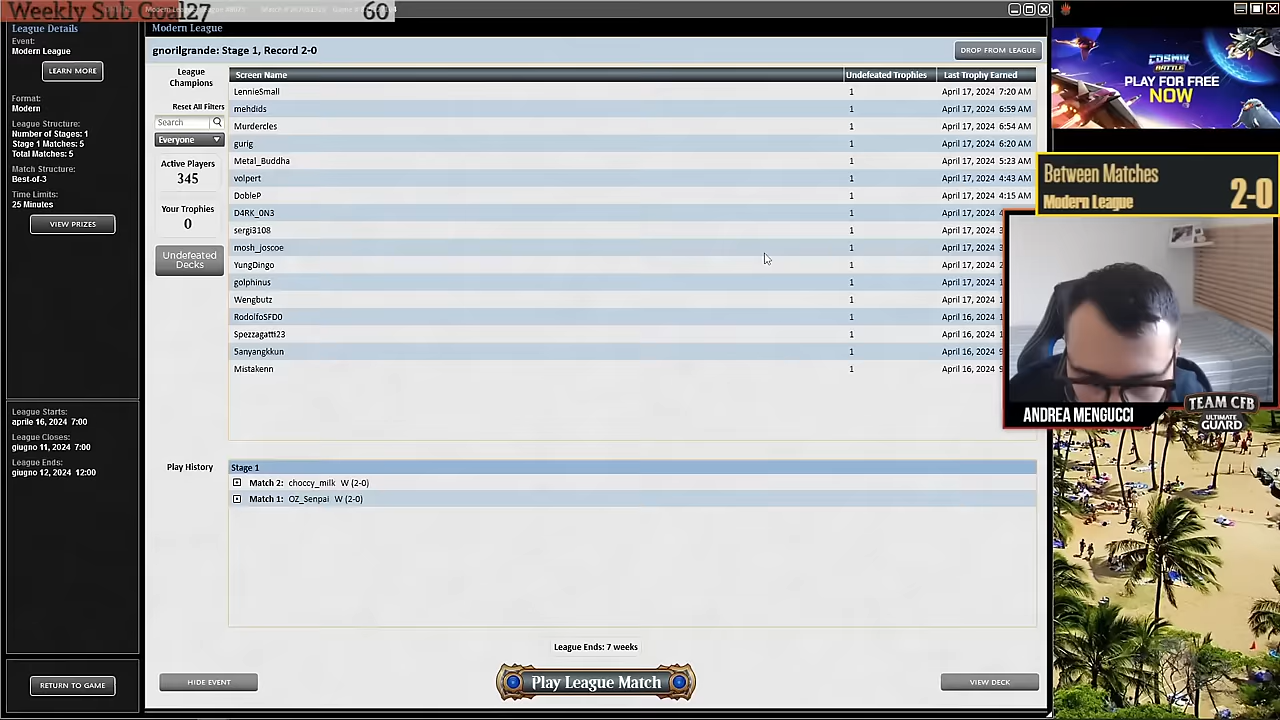 Weekly Sub Goal
27
60
League Details
Event:
Modern League
LEARN MORE
Format:
Modern
League Structure:
Number of Stages: 1
Stage 1 Matches: 5
Total Matches: 5
Match Structure:
Best-of-3
Time Limits:
25 Minutes
VIEW PRIZES
League Starts:
aprile 16, 2024 7:00
League Closes:
giugno 11, 2024 7:00
League Ends:
giugno 12, 2024 12:00
RETURN TO GAME
Modern League
gnorilgrande: Stage 1, Record 2-0
DROP FROM LEAGUE
League
Champions
Reset All Filters
Search
Everyone
Active Players
345
Your Trophies
0
Undefeated
Decks
Screen Name Undefeated Trophies Last Trophy Earned
LennieSmall 1 April 17, 2024 7:20 AM
mehdids 1 April 17, 2024 6:59 AM
Murdercles 1 April 17, 2024 6:54 AM
gurig 1 April 17, 2024 6:20 AM
Metal_Buddha 1 April 17, 2024 5:23 AM
volpert 1 April 17, 2024 4:43 AM
DobleP 1 April 17, 2024 4:15 AM
D4RK_0N3 1 April 17, 2024
sergi3108 1 April 17, 2024
mosh_joscoe 1 April 17, 2024
YungDingo 1 April 17, 2024
golphinus 1 April 17, 2024
Wengbutz 1 April 17, 2024
RodolfoSFD0 1 April 16, 2024
Spezzagatti23 1 April 16, 2024
Sanyangkkun 1 April 16, 2024
Mistakenn 1 April 16, 2024
Play History
Stage 1
Match 2: choccy_milk W (2-0)
Match 1: OZ_Senpai W (2-0)
League Ends: 7 weeks
HIDE EVENT
Play League Match
VIEW DECK
COSMIK
BATTLE
PLAY FOR FREE
NOW
Between Matches
Modern League
2-0
ANDREA MENGUCCI
TEAM CFB
ULTIMATE
GUARD